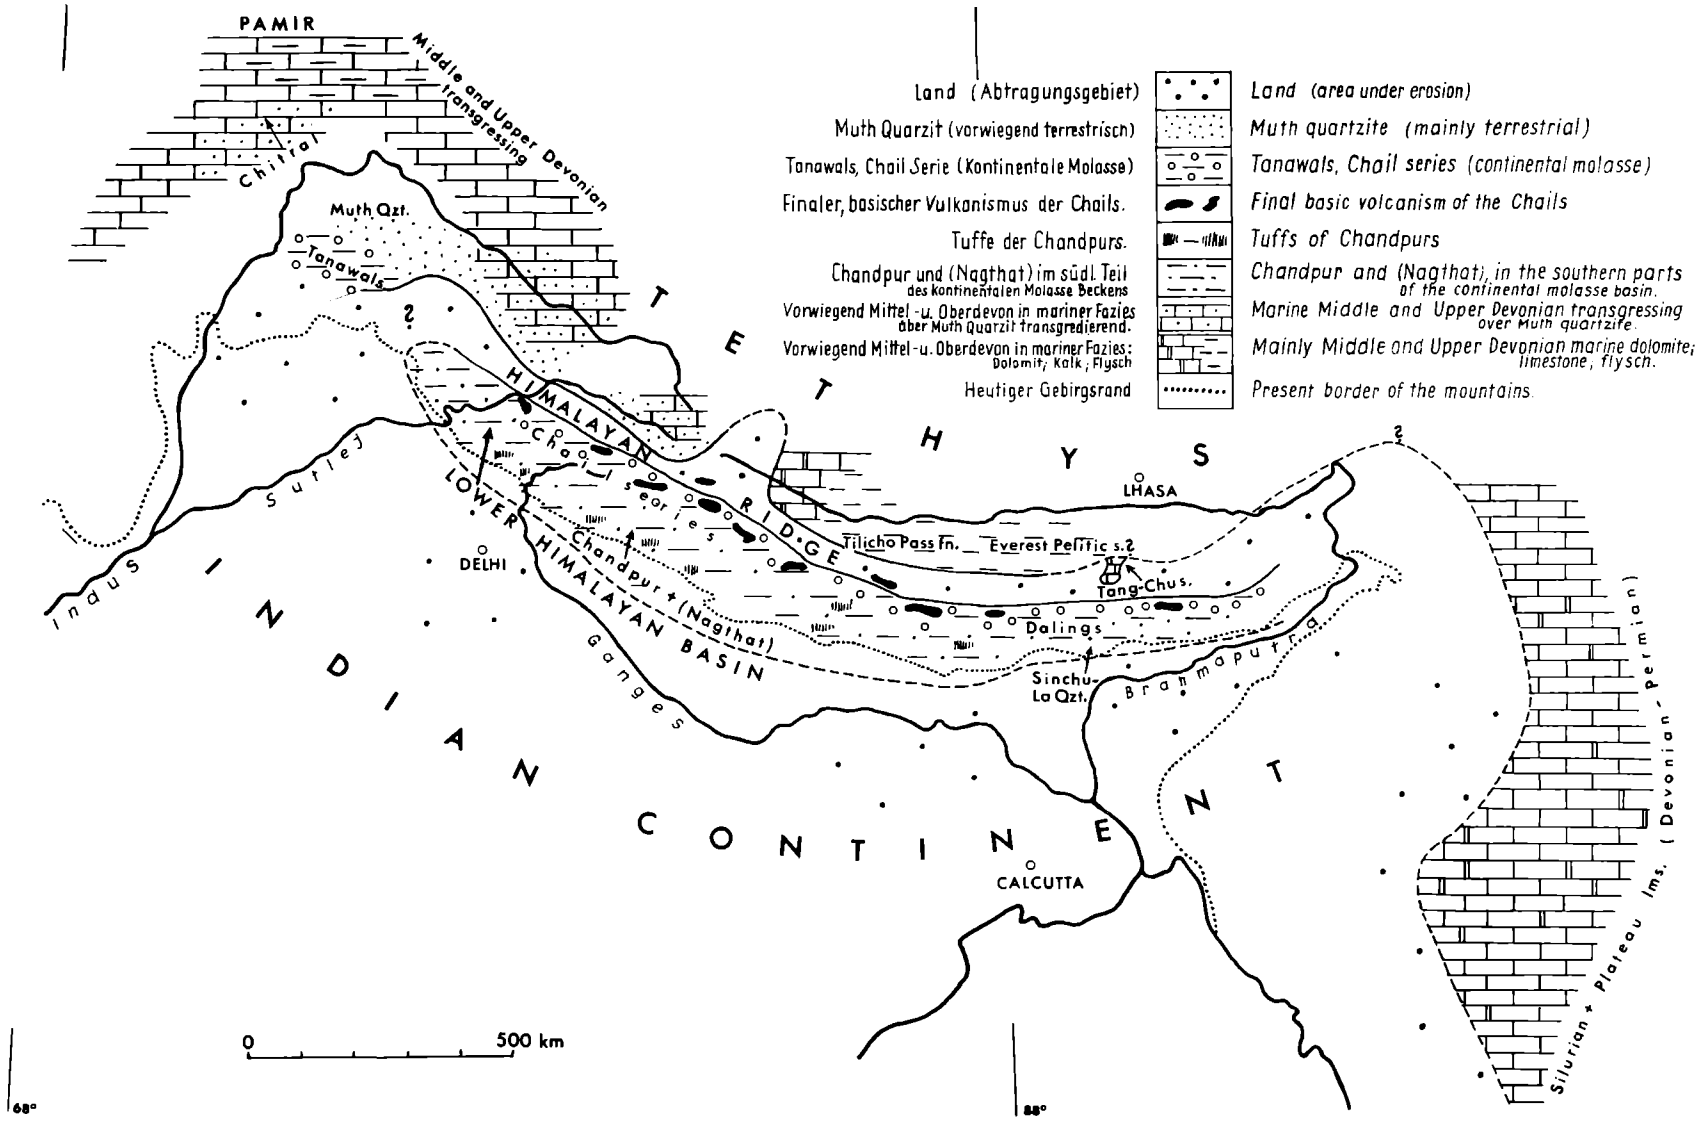 PAMIR
Middle and Upper Devonian
transgressing
Chitral
Muth Qzt.
Tanawals
?
Land (Abtragungsgebiet)
Land (area under erosion)
Muth Quarzit (vorwiegend terrestrisch)
Muth quartzite (mainly terrestrial)
Tanawals, Chail Serie (Kontinentale Molasse)
Tanawals, Chail series (continental molasse)
Finaler, basischer Vulkanismus der Chails.
Final basic volcanism of the Chails
Tuffe der Chandpurs.
Tuffs of Chandpurs
Chandpur und (Nagthat) im südl. Teil
des Kontinentalen Molasse Beckens
Chandpur and (Nagthat), in the southern parts
of the continental molasse basin.
Vorwiegend Mittel-u. Oberdevon in mariner Fazies
über Muth Quarzit transgredierend.
Marine Middle and Upper Devonian transgressing
over Muth quartzite.
Vorwiegend Mittel-u. Oberdevon in mariner Fazies:
Dolomit; Kalk; Flysch
Mainly Middle and Upper Devonian marine dolomite;
limestone; flysch.
Heutiger Gebirgsrand
Present border of the mountains.
TETHYS
HIMALAYAN RIDGE
Chail series
LOWER HIMALAYAN BASIN
Chandpur + (Nagthat)
Sutlej
Indus
DELHI
Ganges
LHASA
Tilicho Pass fn.
Everest Pelitic s.?
Tang-Chus.
Dalings
Sinchu-
La Qzt.
Brahmaputra
?
INDIAN CONTINENT
CALCUTTA
Silurian + Plateau lms. (Devonian - Permian)
0
500 km
68°
88°